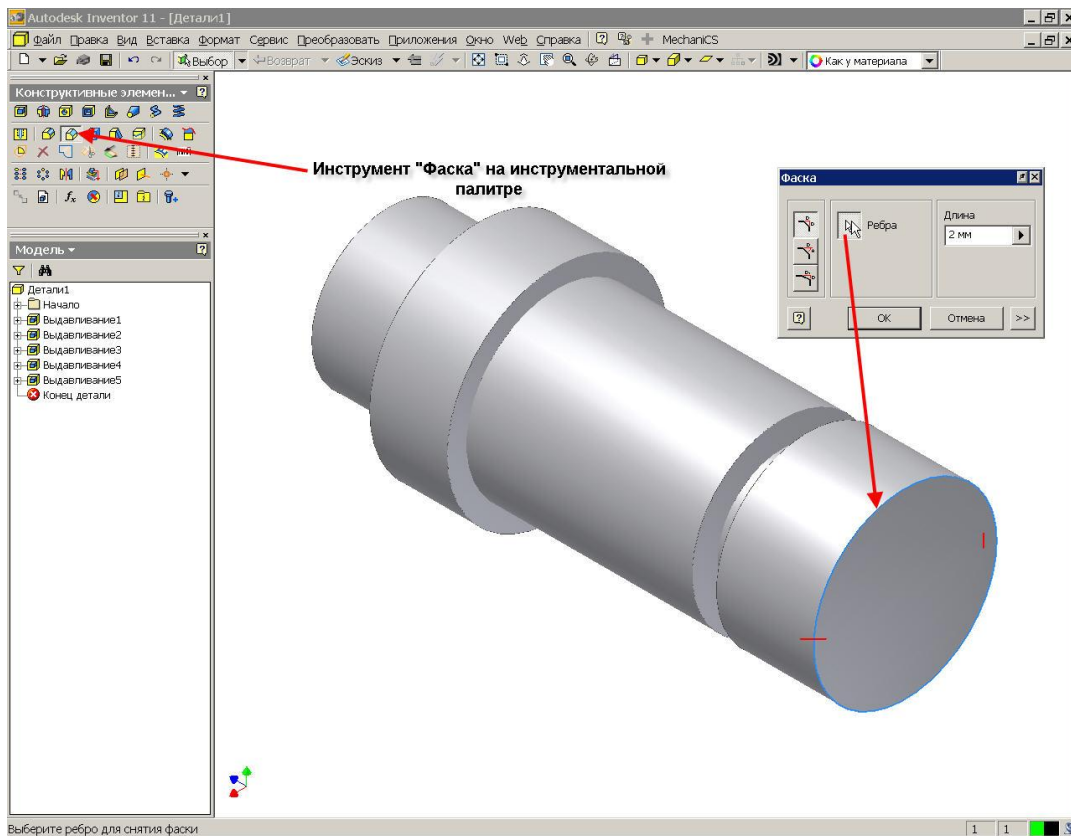 Autodesk Inventor 11 - [Детали1]
Файл Правка Вид Вставка Формат Сервис Преобразовать Приложения Окно Web Справка MechaniCS
Выбор Возврат Эскиз Как у материала
Конструктивные элемен...
Инструмент "Фаска" на инструментальной
палитре
Фаска
Ребра
Длина
2 мм
ОК Отмена >>
Модель
Детали1
Начало
Выдавливание1
Выдавливание2
Выдавливание3
Выдавливание4
Выдавливание5
Конец детали
Выберите ребро для снятия фаски
1 1